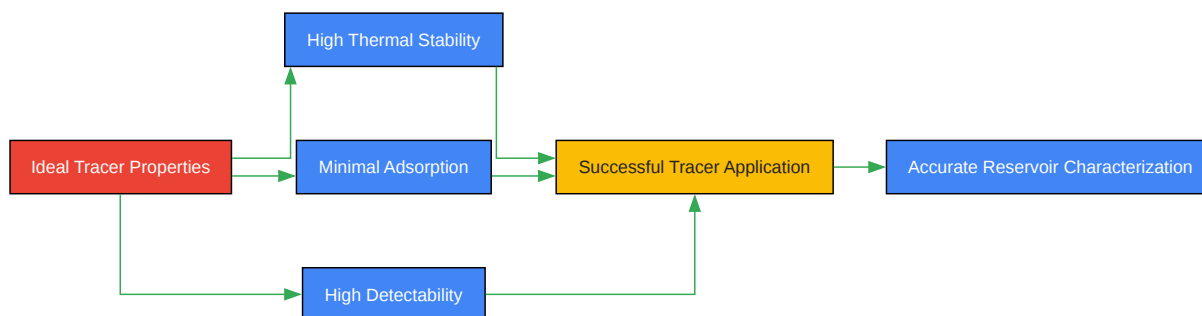 High Thermal Stability
Ideal Tracer Properties
Minimal Adsorption
Successful Tracer Application
Accurate Reservoir Characterization
High Detectability